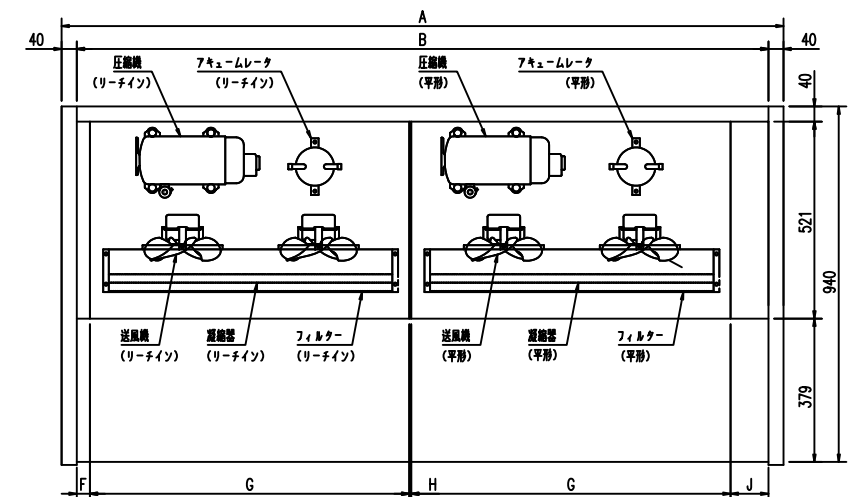 A
40
B
40
圧縮機
(リーチイン)
アキュームレータ
(リーチイン)
圧縮機
(平形)
アキュームレータ
(平形)
40
521
940
送風機
(リーチイン)
凝縮器
(リーチイン)
フィルター
(リーチイン)
送風機
(平形)
凝縮器
(平形)
フィルター
(平形)
379
F
G
H
G
J